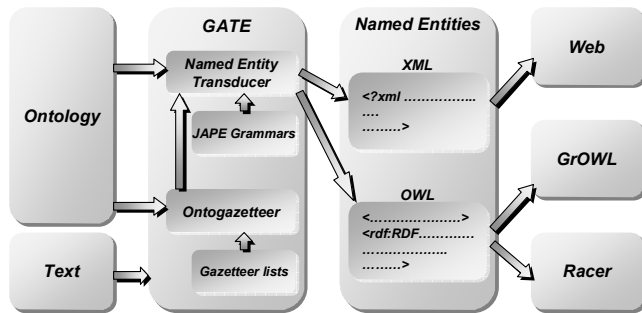 GATE
Named Entities
Ontology
Named Entity
Transducer
JAPE Grammars
Ontogazetteer
Gazetteer lists
Text
XML
<?xml ………………
….
………>
OWL
<…………………>
<rdf:RDF………….
………………...
………>
Web
GrOWL
Racer